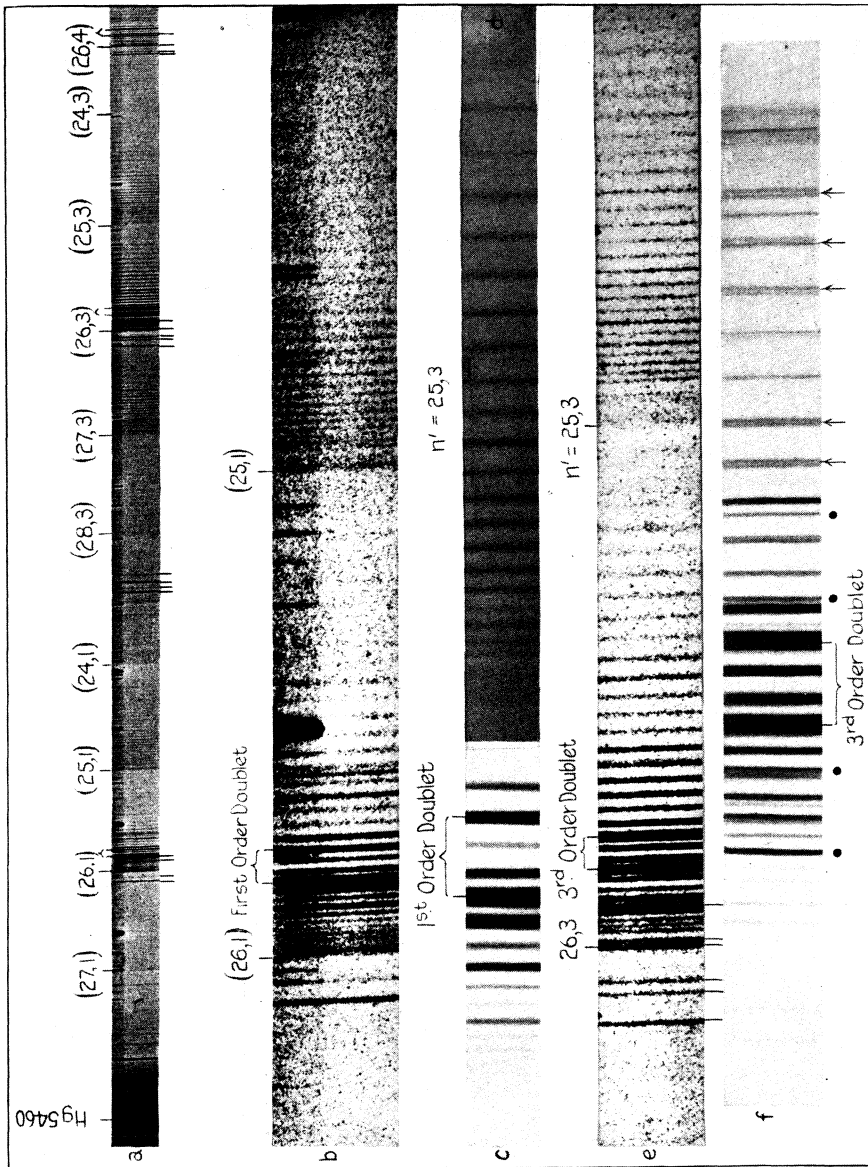 Hg5460
(27,1)
(26,1)
(25,1)
(24,1)
(28,3)
(27,3)
(26,3)
(25,3)
(24,3)
(26,4)
a
(26,1)
First Order Doublet
(25,1)
b
1st Order Doublet
n' = 25,3
c
26,3
3rd Order Doublet
n' = 25,3
e
3rd Order Doublet
f